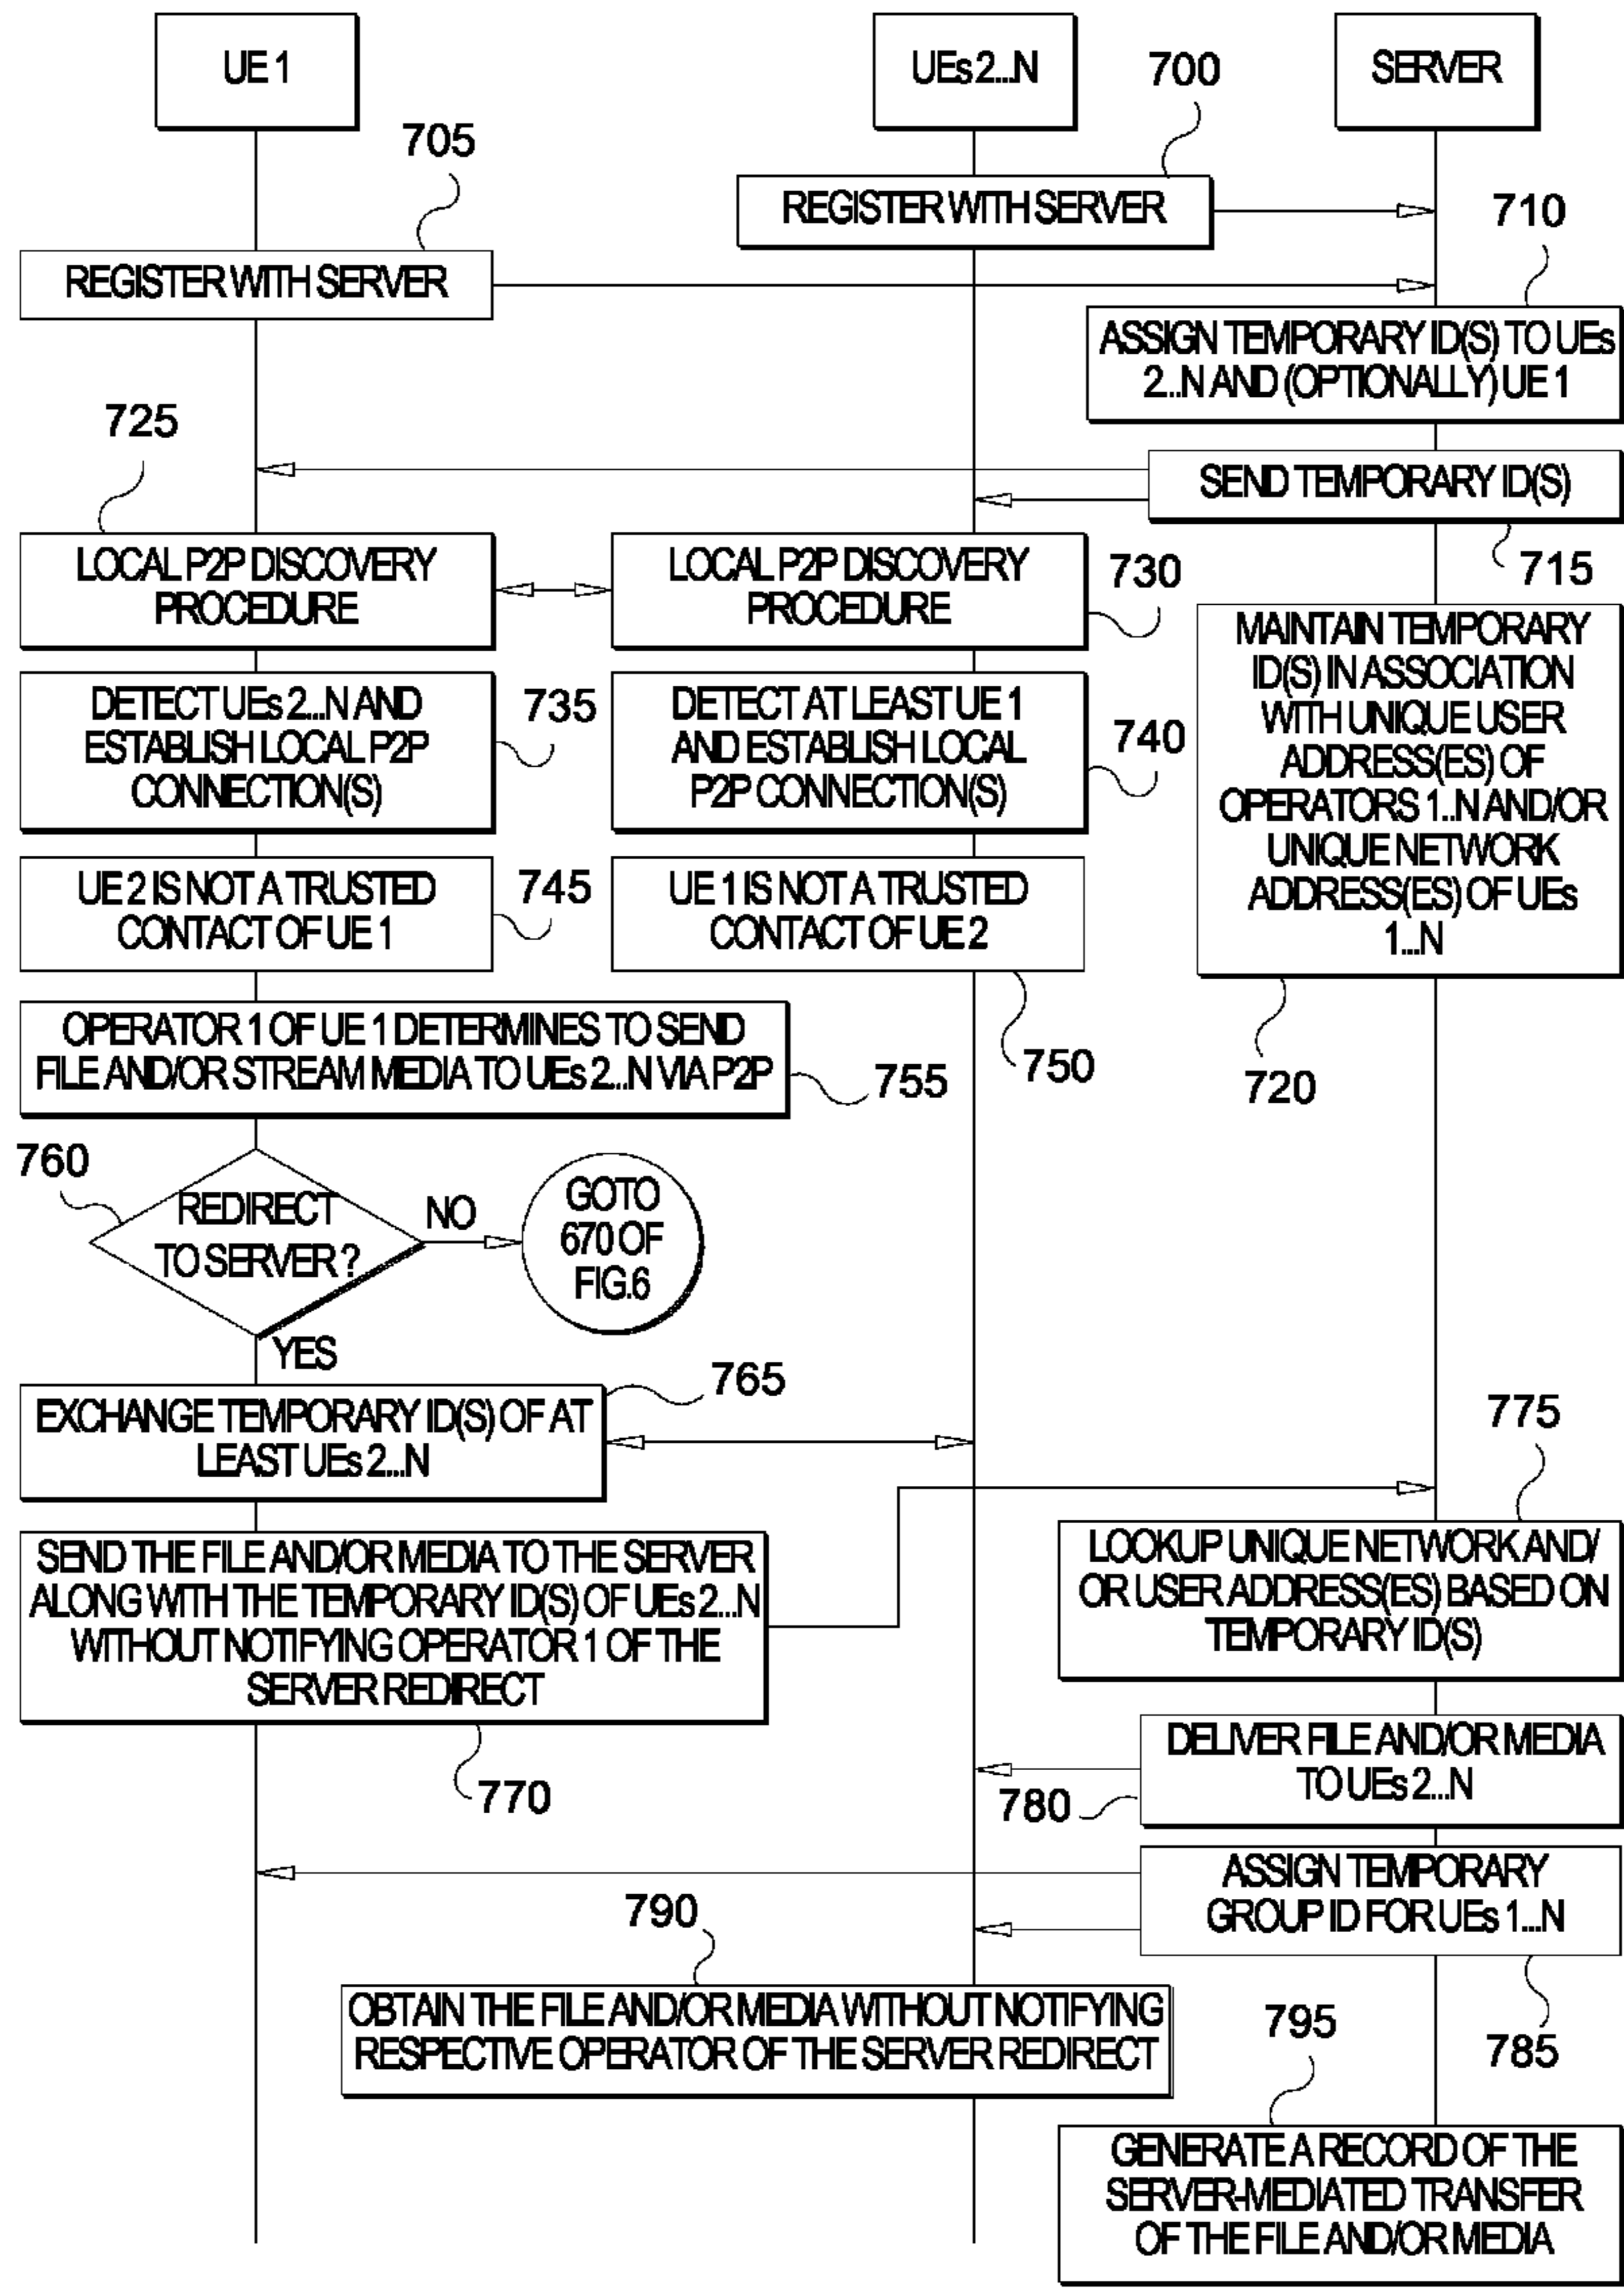 UE 1
UEs 2...N
SERVER
700
705
REGISTER WITH SERVER
710
REGISTER WITH SERVER
ASSIGN TEMPORARY ID(S) TO UEs
2...N AND (OPTIONALLY) UE 1
725
SEND TEMPORARY ID(S)
715
LOCAL P2P DISCOVERY
PROCEDURE
LOCAL P2P DISCOVERY
PROCEDURE
730
MAINTAIN TEMPORARY
ID(S) IN ASSOCIATION
WITH UNIQUE USER
ADDRESS(ES) OF
OPERATORS 1...N AND/OR
UNIQUE NETWORK
ADDRESS(ES) OF UEs
1...N
720
DETECT UEs 2...N AND
ESTABLISH LOCAL P2P
CONNECTION(S)
735
DETECT AT LEAST UE 1
AND ESTABLISH LOCAL
P2P CONNECTION(S)
740
UE 2 IS NOT A TRUSTED
CONTACT OF UE 1
745
UE 1 IS NOT A TRUSTED
CONTACT OF UE 2
750
OPERATOR 1 OF UE 1 DETERMINES TO SEND
FILE AND/OR STREAM MEDIA TO UEs 2...N VIA P2P
755
760
REDIRECT
TO SERVER?
NO
GOTO
670 OF
FIG.6
YES
765
EXCHANGE TEMPORARY ID(S) OF AT
LEAST UEs 2...N
775
SEND THE FILE AND/OR MEDIA TO THE SERVER
ALONG WITH THE TEMPORARY ID(S) OF UEs 2...N
WITHOUT NOTIFYING OPERATOR 1 OF THE
SERVER REDIRECT
770
LOOKUP UNIQUE NETWORK AND/
OR USER ADDRESS(ES) BASED ON
TEMPORARY ID(S)
DELIVER FILE AND/OR MEDIA
TO UEs 2...N
780
ASSIGN TEMPORARY
GROUP ID FOR UEs 1...N
785
790
OBTAIN THE FILE AND/OR MEDIA WITHOUT NOTIFYING
RESPECTIVE OPERATOR OF THE SERVER REDIRECT
795
GENERATE A RECORD OF THE
SERVER-MEDIATED TRANSFER
OF THE FILE AND/OR MEDIA